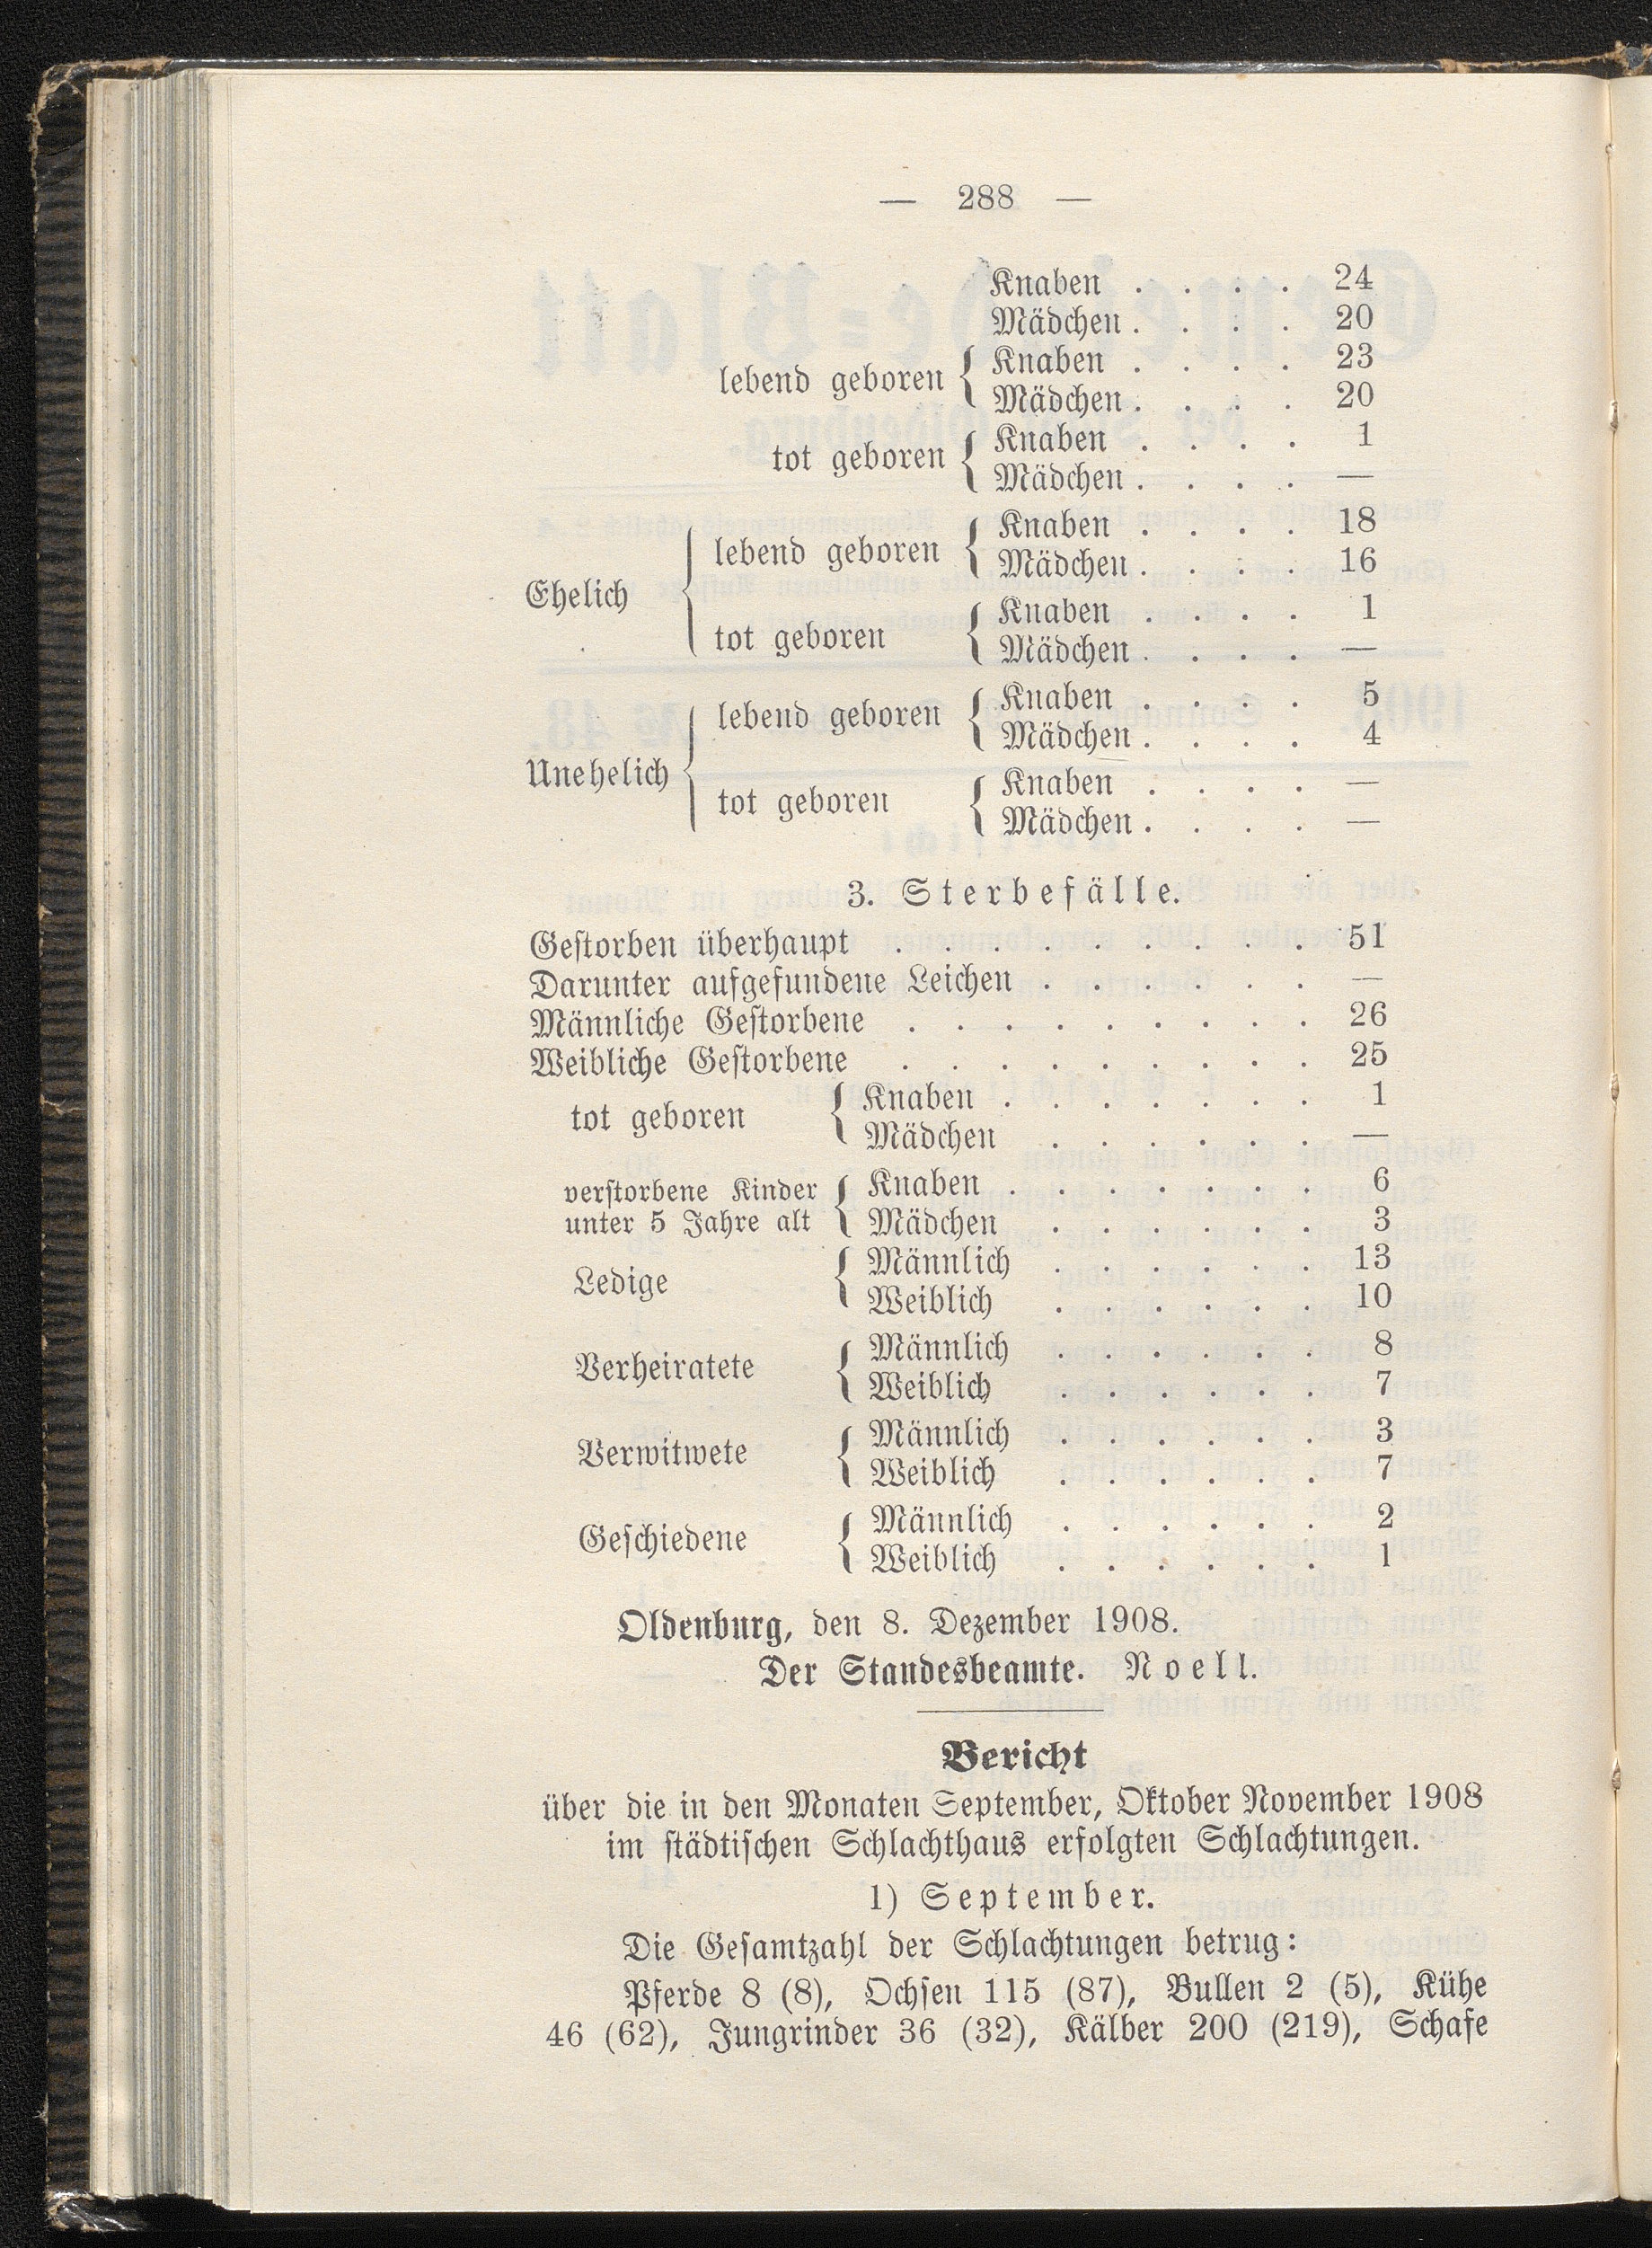 — 288 —
Knaben . . . . 24
Mädchen . . . . 20
lebend geboren { Knaben . . . . 23
Mädchen . . . . 20
tot geboren { Knaben . . . . 1
Mädchen . . . . —
Ehelich { lebend geboren { Knaben . . . . 18
Mädchen . . . . 16
tot geboren { Knaben . . . . 1
Mädchen . . . . —
Unehelich { lebend geboren { Knaben . . . . 5
Mädchen . . . . 4
tot geboren { Knaben . . . . —
Mädchen . . . . —
3. Sterbefälle.
Gestorben überhaupt . . . . . . . . . 51
Darunter aufgefundene Leichen . . . . . . —
Männliche Gestorbene . . . . . . . . . 26
Weibliche Gestorbene . . . . . . . . . 25
tot geboren { Knaben . . . . . . . 1
Mädchen . . . . . . —
verstorbene Kinder unter 5 Jahre alt { Knaben . . . . . . . 6
Mädchen . . . . . . 3
Ledige { Männlich . . . . . . 13
Weiblich . . . . . . 10
Verheiratete { Männlich . . . . . . 8
Weiblich . . . . . . 7
Verwitwete { Männlich . . . . . . 3
Weiblich . . . . . . 7
Geschiedene { Männlich . . . . . . 2
Weiblich . . . . . . 1
Oldenburg, den 8. Dezember 1908.
Der Standesbeamte. Noell.
Bericht
über die in den Monaten September, Oktober November 1908
im städtischen Schlachthaus erfolgten Schlachtungen.
1) September.
Die Gesamtzahl der Schlachtungen betrug:
Pferde 8 (8), Ochsen 115 (87), Bullen 2 (5), Kühe
46 (62), Jungrinder 36 (32), Kälber 200 (219), Schafe